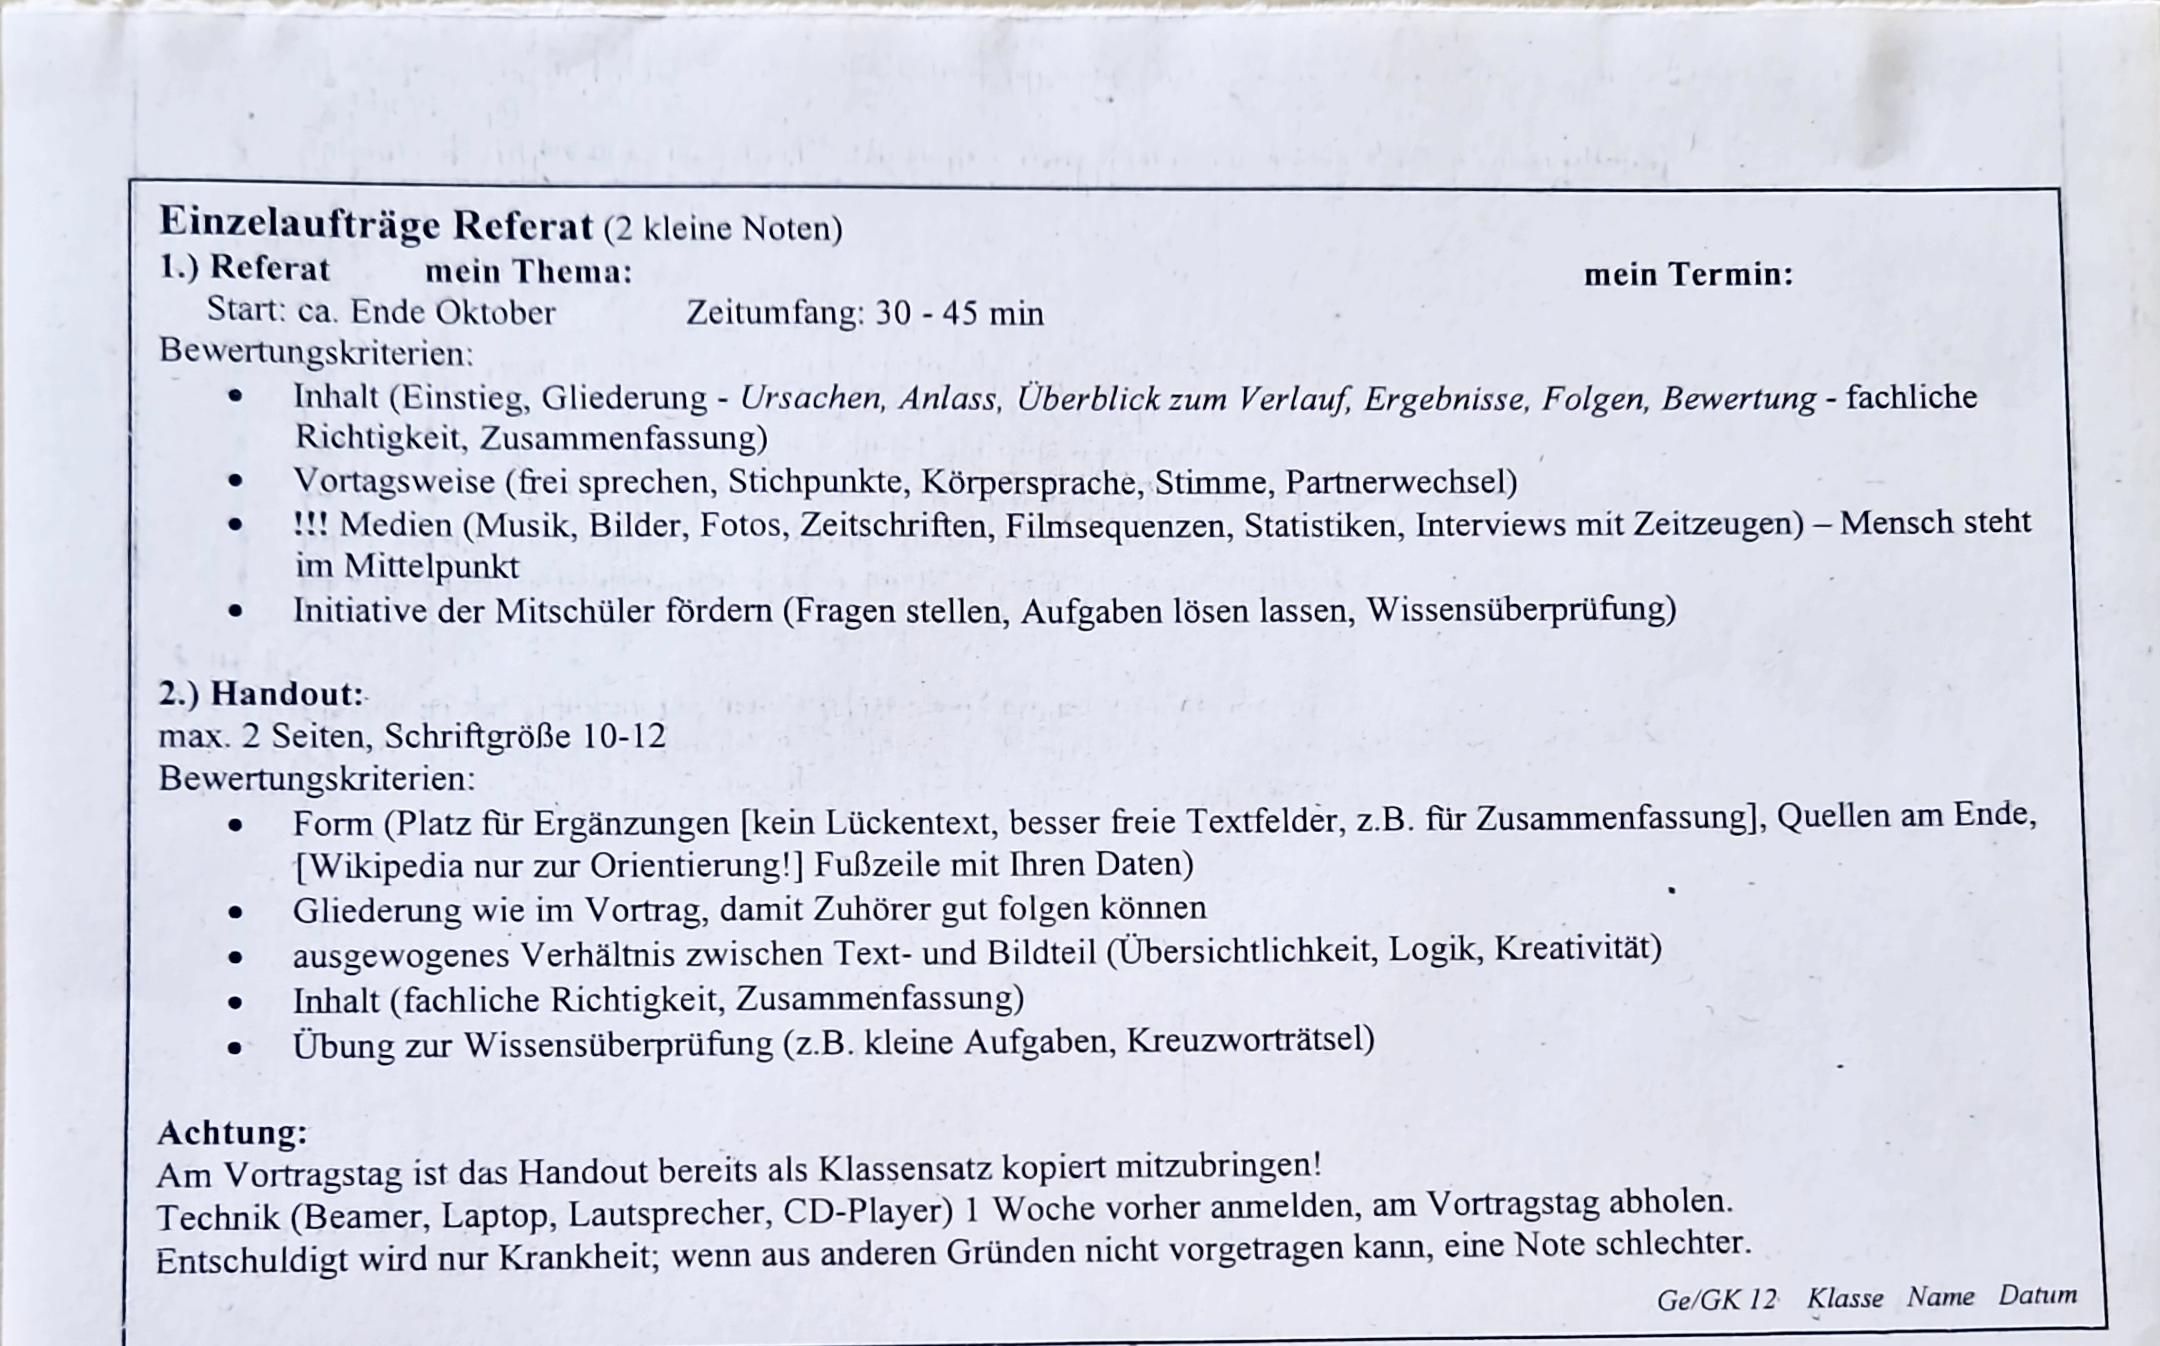 Einzelaufträge Referat (2 kleine Noten)
1.) Referat mein Thema: mein Termin:
Start: ca. Ende Oktober Zeitumfang: 30 - 45 min
Bewertungskriterien:
• Inhalt (Einstieg, Gliederung - Ursachen, Anlass, Überblick zum Verlauf, Ergebnisse, Folgen, Bewertung - fachliche
Richtigkeit, Zusammenfassung)
• Vortagsweise (frei sprechen, Stichpunkte, Körpersprache, Stimme, Partnerwechsel)
• !!! Medien (Musik, Bilder, Fotos, Zeitschriften, Filmsequenzen, Statistiken, Interviews mit Zeitzeugen) – Mensch steht
im Mittelpunkt
• Initiative der Mitschüler fördern (Fragen stellen, Aufgaben lösen lassen, Wissensüberprüfung)
2.) Handout:
max. 2 Seiten, Schriftgröße 10-12
Bewertungskriterien:
• Form (Platz für Ergänzungen [kein Lückentext, besser freie Textfelder, z.B. für Zusammenfassung], Quellen am Ende,
[Wikipedia nur zur Orientierung!] Fußzeile mit Ihren Daten)
• Gliederung wie im Vortrag, damit Zuhörer gut folgen können
• ausgewogenes Verhältnis zwischen Text- und Bildteil (Übersichtlichkeit, Logik, Kreativität)
• Inhalt (fachliche Richtigkeit, Zusammenfassung)
• Übung zur Wissensüberprüfung (z.B. kleine Aufgaben, Kreuzworträtsel)
Achtung:
Am Vortragstag ist das Handout bereits als Klassensatz kopiert mitzubringen!
Technik (Beamer, Laptop, Lautsprecher, CD-Player) 1 Woche vorher anmelden, am Vortragstag abholen.
Entschuldigt wird nur Krankheit; wenn aus anderen Gründen nicht vorgetragen kann, eine Note schlechter.
Ge/GK 12 Klasse Name Datum